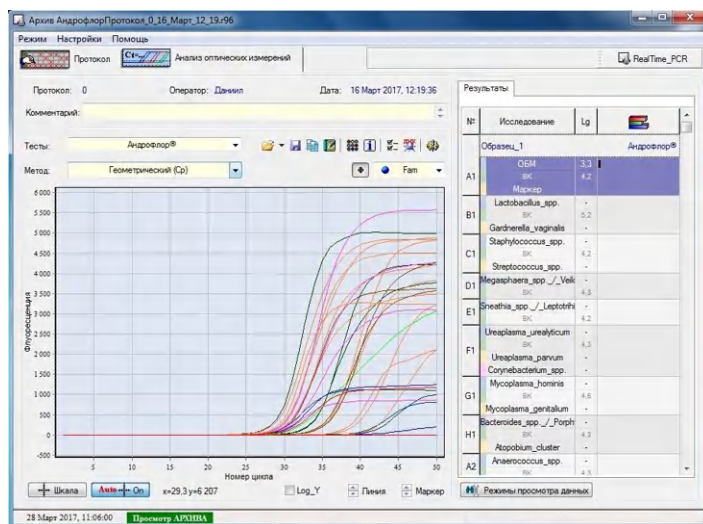 Архив АндрофлорПротокол_0_16_Март_12_19.r96
Режим Настройки Помощь
Протокол Ct= Анализ оптических измерений RealTime_PCR
Протокол: 0 Оператор: Даниил Дата: 16 Март 2017, 12:19:36
Комментарий:
Тесты: Андрофлор®
Метод: Геометрический (Cp) Fam
6 000
5 500
5 000
4 500
4 000
3 500
3 000
2 500
2 000
1 500
1 000
500
0
-500
Флуоресценция
5 10 15 20 25 30 35 40 45 50
Номер цикла
Шкала Auto On x=29,3 y=6 207 Log_Y Линия Маркер
28 Март 2017, 11:06:00 Просмотр АРХИВА
Результаты
№ Исследование Lg
Образец_1 Андрофлор®
ОБМ 3,3
A1 ВК 4,2
Маркер
Lactobacillus_spp. -
B1 ВК 5,2
Gardnerella_vaginalis -
Staphylococcus_spp. -
C1 ВК 4,2
Streptococcus_spp. -
Megasphaera_spp._/_Veil -
D1 ВК 4,3
Sneathia_spp._/_Leptotrihi -
E1 ВК 4,2
Ureaplasma_urealyticum -
F1 ВК 4,3
Ureaplasma_parvum -
Corynebacterium_spp. -
Mycoplasma_hominis -
G1 ВК 4,5
Mycoplasma_genitalium -
Bacteroides_spp._/_Porph -
H1 ВК 4,3
Atopobium_cluster -
A2 Anaerococcus_spp. -
ВК 4,3
Режимы просмотра данных